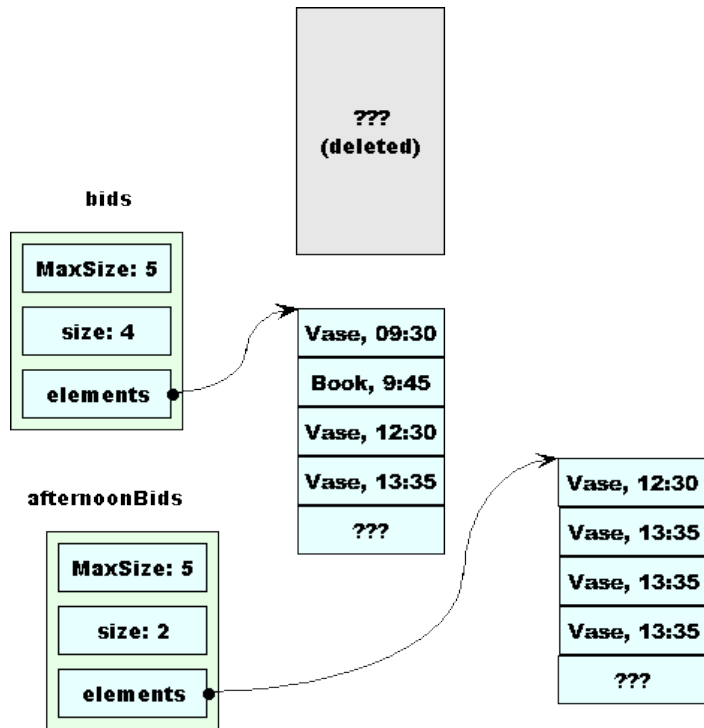 ???
(deleted)
bids
MaxSize: 5
size: 4
elements
Vase, 09:30
Book, 9:45
Vase, 12:30
Vase, 13:35
???
afternoonBids
MaxSize: 5
size: 2
elements
Vase, 12:30
Vase, 13:35
Vase, 13:35
Vase, 13:35
???